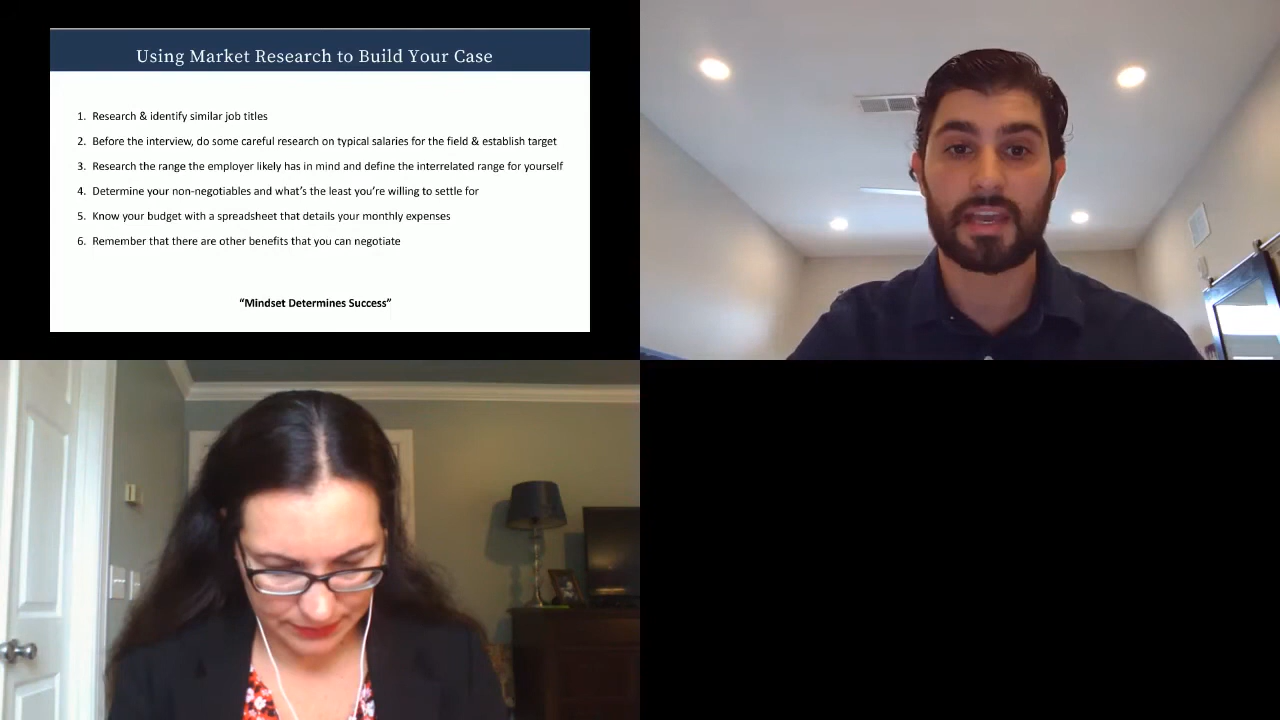 Using Market Research to Build Your Case
1. Research & identify similar job titles
2. Before the interview, do some careful research on typical salaries for the field & establish target
3. Research the range the employer likely has in mind and define the interrelated range for yourself
4. Determine your non-negotiables and what's the least you're willing to settle for
5. Know your budget with a spreadsheet that details your monthly expenses
6. Remember that there are other benefits that you can negotiate
“Mindset Determines Success”